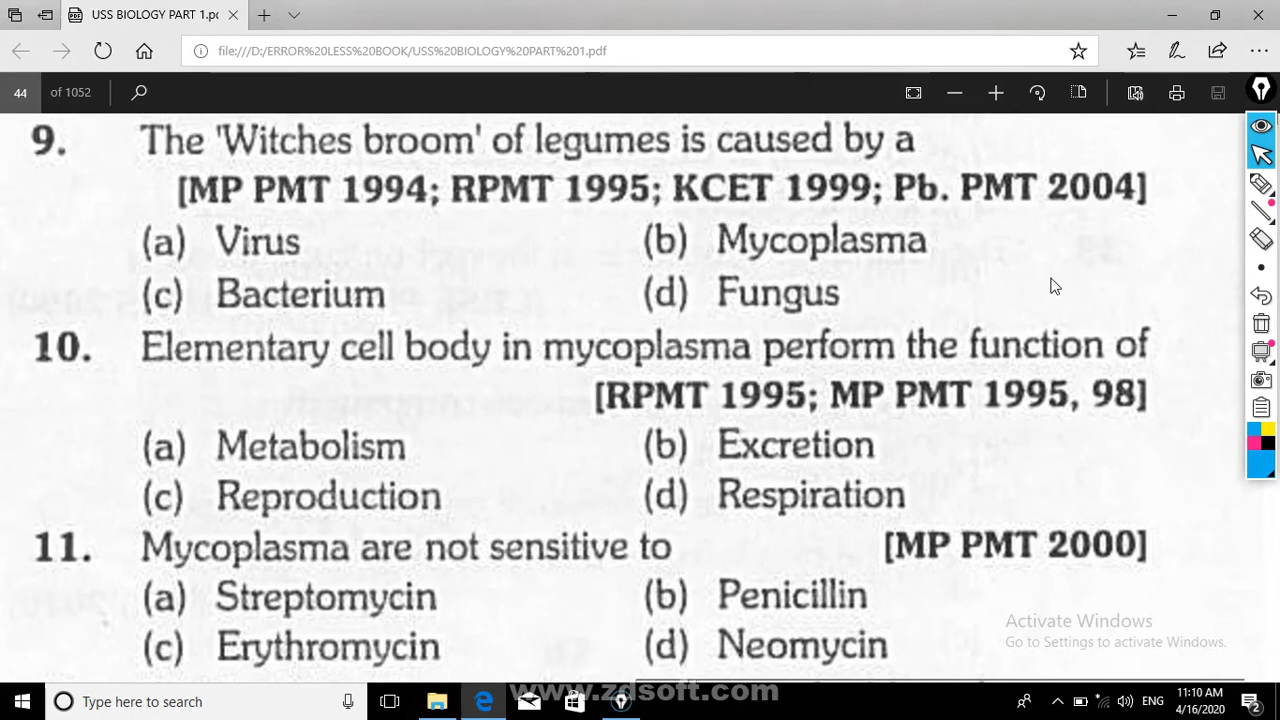 USS BIOLOGY PART 1.pc
file:///D:/ERROR%20LESS%20BOOK/USS%20BIOLOGY%20PART%201.pdf
44 of 1052
9. The 'Witches broom' of legumes is caused by a
[MP PMT 1994; RPMT 1995; KCET 1999; Pb. PMT 2004]
(a) Virus (b) Mycoplasma
(c) Bacterium (d) Fungus
10. Elementary cell body in mycoplasma perform the function of
[RPMT 1995; MP PMT 1995, 98]
(a) Metabolism (b) Excretion
(c) Reproduction (d) Respiration
11. Mycoplasma are not sensitive to [MP PMT 2000]
(a) Streptomycin (b) Penicillin
(c) Erythromycin (d) Neomycin
Activate Windows
Go to Settings to activate Windows.
www.zdsoft.com
Type here to search
ENG
11:10 AM
4/16/2020
2